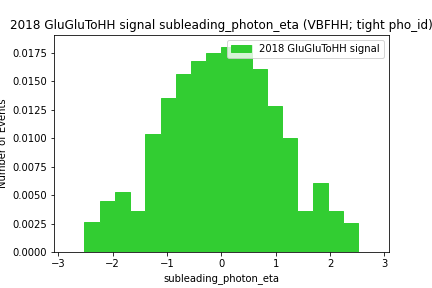 2018 GluGluToHH signal subleading_photon_eta (VBFHH; tight pho_id)
2018 GluGluToHH signal
Number of Events
0.0175
0.0150
0.0125
0.0100
0.0075
0.0050
0.0025
0.0000
−3 −2 −1 0 1 2 3
subleading_photon_eta